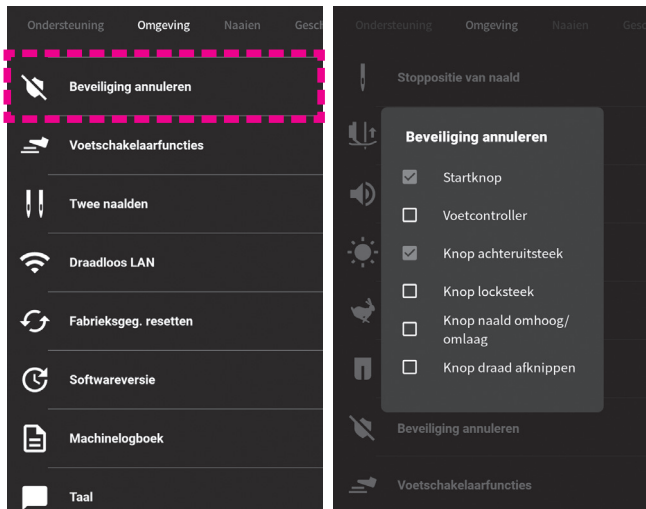 Ondersteuning Omgeving Naaien
Beveiliging annuleren
Voetschakelaarfuncties
Twee naalden
Draadloos LAN
Fabrieksgeg. resetten
Softwareversie
Machinelogboek
Taal
Ondersteuning Omgeving Naaien
Stoppositie van naald
Beveiliging annuleren
Startknop
Voetcontroller
Knop achteruitsteek
Knop locksteek
Knop naald omhoog/
omlaag
Knop draad afknippen
Beveiliging annuleren
Voetschakelaarfuncties